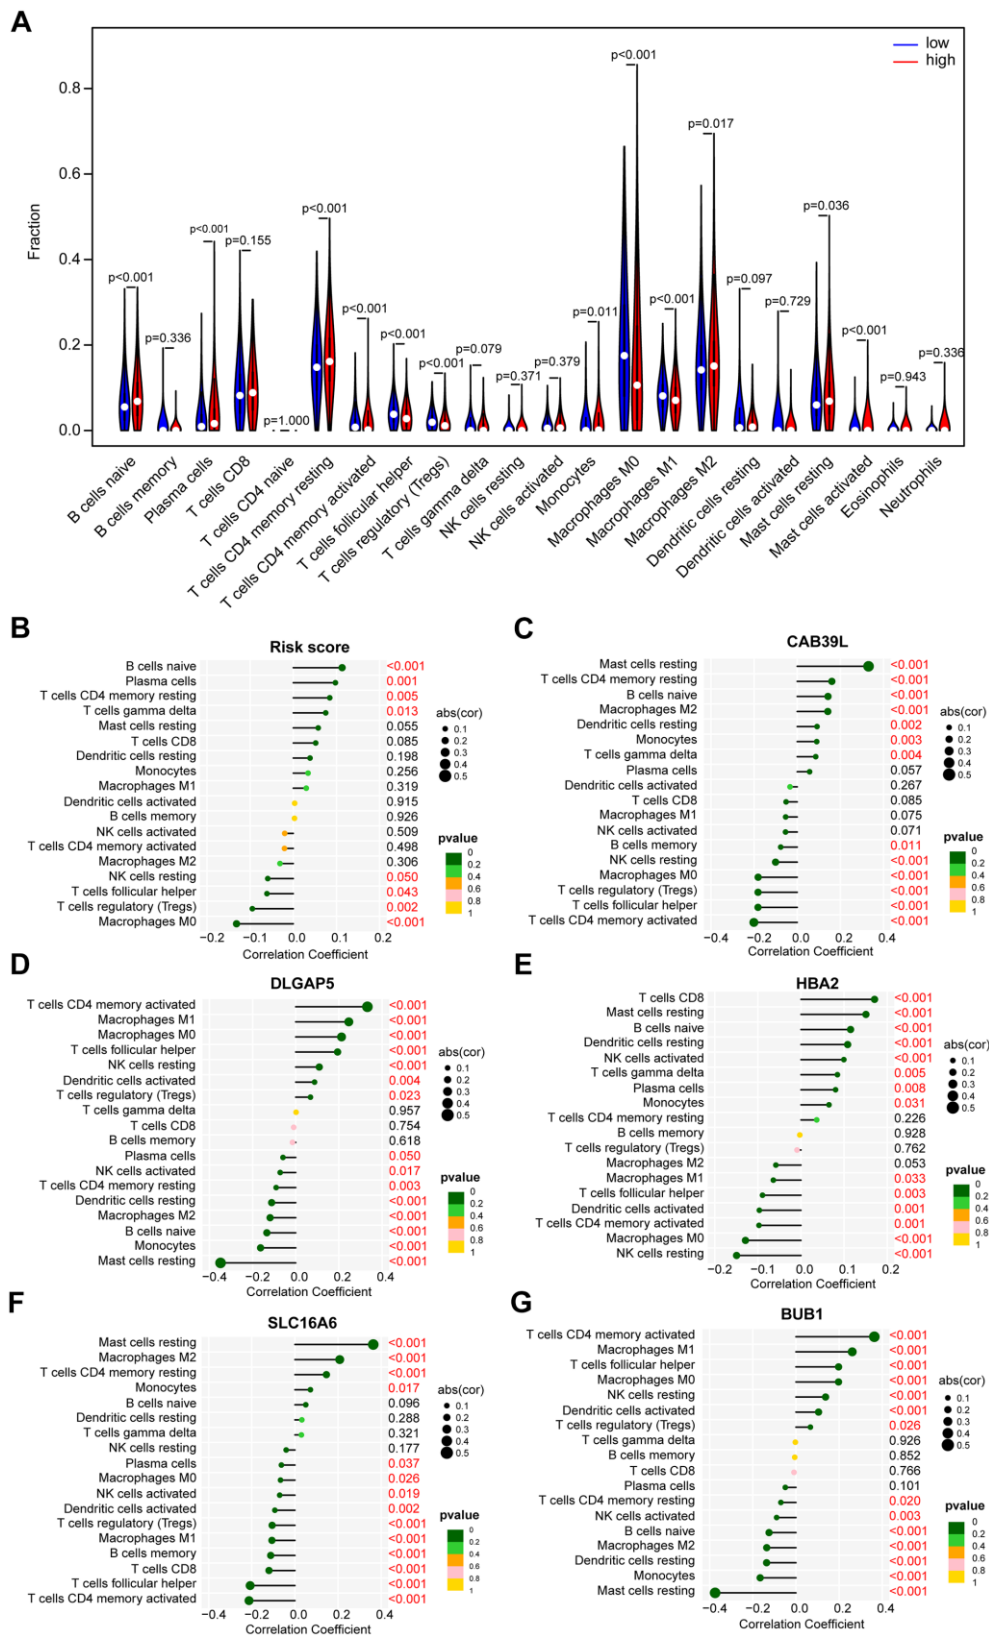 A
low
high
Fraction
0.8
0.6
0.4
0.2
0.0
p<0.001
p=0.336
p<0.001
p=0.155
p=1.000
p<0.001
p<0.001
p<0.001
p<0.001
p=0.079
p=0.371
p=0.379
p=0.011
p<0.001
p<0.001
p=0.017
p=0.097
p=0.729
p=0.036
p<0.001
p=0.943
p=0.336
B cells naive
B cells memory
Plasma cells
T cells CD8
T cells CD4 naive
T cells CD4 memory resting
T cells CD4 memory activated
T cells follicular helper
T cells regulatory (Tregs)
T cells gamma delta
NK cells resting
NK cells activated
Monocytes
Macrophages M0
Macrophages M1
Macrophages M2
Dendritic cells resting
Dendritic cells activated
Mast cells resting
Mast cells activated
Eosinophils
Neutrophils
B
Risk score
B cells naive <0.001
Plasma cells 0.001
T cells CD4 memory resting 0.005
T cells gamma delta 0.013
Mast cells resting 0.055
T cells CD8 0.085
Dendritic cells resting 0.198
Monocytes 0.256
Macrophages M1 0.319
Dendritic cells activated 0.915
B cells memory 0.926
NK cells activated 0.509
T cells CD4 memory activated 0.498
Macrophages M2 0.306
NK cells resting 0.050
T cells follicular helper 0.043
T cells regulatory (Tregs) 0.002
Macrophages M0 <0.001
−0.2 −0.1 0.0 0.1 0.2
Correlation Coefficient
abs(cor)
0.1
0.2
0.3
0.4
0.5
pvalue
0
0.2
0.4
0.6
0.8
1
C
CAB39L
Mast cells resting <0.001
T cells CD4 memory resting <0.001
B cells naive <0.001
Macrophages M2 <0.001
Dendritic cells resting 0.002
Monocytes 0.003
T cells gamma delta 0.004
Plasma cells 0.057
Dendritic cells activated 0.267
T cells CD8 0.085
Macrophages M1 0.075
NK cells activated 0.071
B cells memory 0.011
NK cells resting <0.001
Macrophages M0 <0.001
T cells regulatory (Tregs) <0.001
T cells follicular helper <0.001
T cells CD4 memory activated <0.001
−0.4 −0.2 0.0 0.2 0.4
Correlation Coefficient
abs(cor)
0.1
0.2
0.3
0.4
0.5
pvalue
0
0.2
0.4
0.6
0.8
1
D
DLGAP5
T cells CD4 memory activated <0.001
Macrophages M1 <0.001
Macrophages M0 <0.001
T cells follicular helper <0.001
NK cells resting <0.001
Dendritic cells activated 0.004
T cells regulatory (Tregs) 0.023
T cells gamma delta 0.957
T cells CD8 0.754
B cells memory 0.618
Plasma cells 0.050
NK cells activated 0.017
T cells CD4 memory resting 0.003
Dendritic cells resting <0.001
Macrophages M2 <0.001
B cells naive <0.001
Monocytes <0.001
Mast cells resting <0.001
−0.4 −0.2 0.0 0.2 0.4
Correlation Coefficient
abs(cor)
0.1
0.2
0.3
0.4
0.5
pvalue
0
0.2
0.4
0.6
0.8
1
E
HBA2
T cells CD8 <0.001
Mast cells resting <0.001
B cells naive <0.001
Dendritic cells resting <0.001
NK cells activated <0.001
T cells gamma delta 0.005
Plasma cells 0.008
Monocytes 0.031
T cells CD4 memory resting 0.226
B cells memory 0.928
T cells regulatory (Tregs) 0.762
Macrophages M2 0.053
Macrophages M1 0.033
T cells follicular helper 0.003
Dendritic cells activated 0.001
T cells CD4 memory activated 0.001
Macrophages M0 <0.001
NK cells resting <0.001
−0.2 −0.1 0.0 0.1 0.2
Correlation Coefficient
abs(cor)
0.1
0.2
0.3
0.4
0.5
pvalue
0
0.2
0.4
0.6
0.8
1
F
SLC16A6
Mast cells resting <0.001
Macrophages M2 <0.001
T cells CD4 memory resting <0.001
Monocytes 0.017
B cells naive 0.096
Dendritic cells resting 0.288
T cells gamma delta 0.321
NK cells resting 0.177
Plasma cells 0.037
Macrophages M0 0.026
NK cells activated 0.019
Dendritic cells activated 0.002
T cells regulatory (Tregs) <0.001
Macrophages M1 <0.001
B cells memory <0.001
T cells CD8 <0.001
T cells follicular helper <0.001
T cells CD4 memory activated <0.001
−0.4 −0.2 0.0 0.2 0.4
Correlation Coefficient
abs(cor)
0.1
0.2
0.3
0.4
0.5
pvalue
0
0.2
0.4
0.6
0.8
1
G
BUB1
T cells CD4 memory activated <0.001
Macrophages M1 <0.001
T cells follicular helper <0.001
Macrophages M0 <0.001
NK cells resting <0.001
Dendritic cells activated <0.001
T cells regulatory (Tregs) 0.026
T cells gamma delta 0.926
B cells memory 0.852
T cells CD8 0.766
Plasma cells 0.101
T cells CD4 memory resting 0.020
NK cells activated 0.003
B cells naive <0.001
Macrophages M2 <0.001
Dendritic cells resting <0.001
Monocytes <0.001
Mast cells resting <0.001
−0.4 −0.2 0.0 0.2 0.4
Correlation Coefficient
abs(cor)
0.1
0.2
0.3
0.4
0.5
pvalue
0
0.2
0.4
0.6
0.8
1